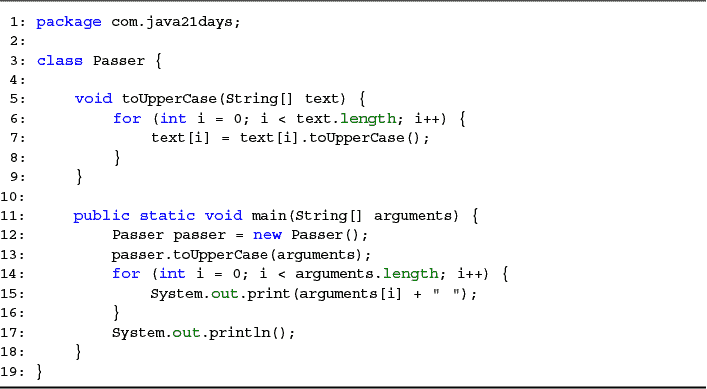 1: package com.java21days;
2:
3: class Passer {
4:
5:     void toUpperCase(String[] text) {
6:         for (int i = 0; i < text.length; i++) {
7:             text[i] = text[i].toUpperCase();
8:         }
9:     }
10:
11:     public static void main(String[] arguments) {
12:         Passer passer = new Passer();
13:         passer.toUpperCase(arguments);
14:         for (int i = 0; i < arguments.length; i++) {
15:             System.out.print(arguments[i] + " ");
16:         }
17:         System.out.println();
18:     }
19: }